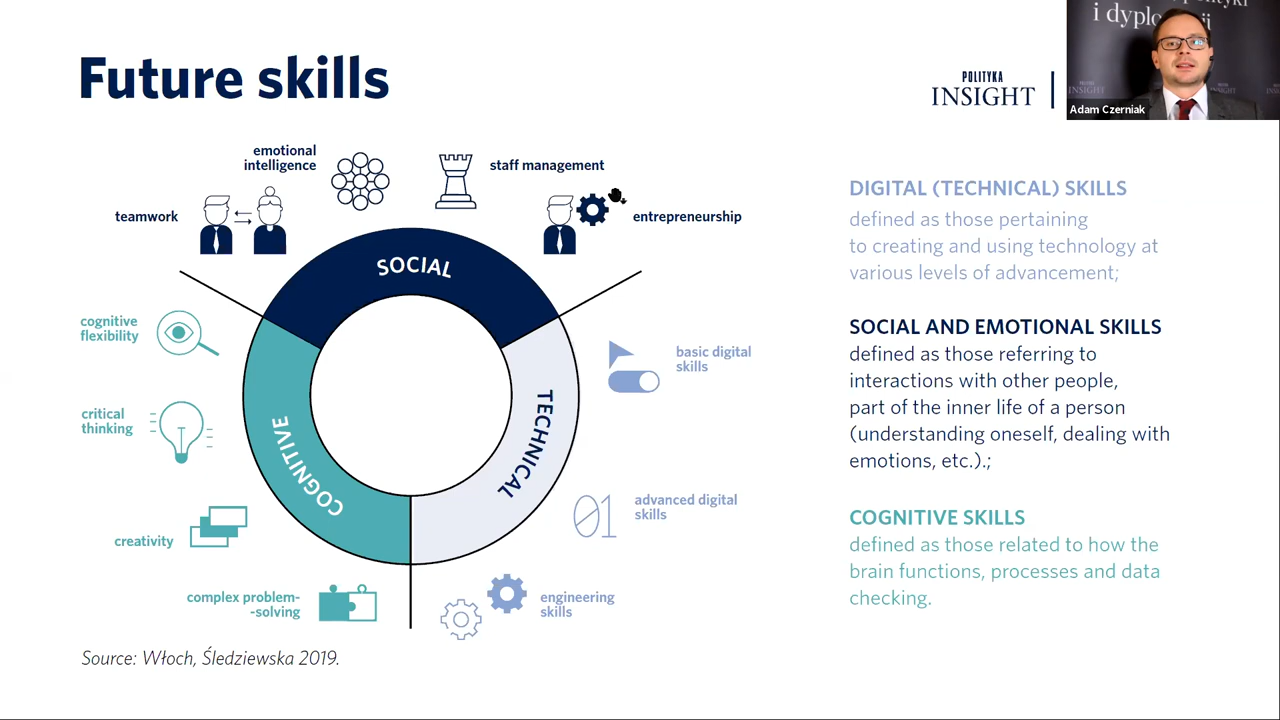 Future skills
POLITYKA
INSIGHT
i dyplo
INSIGHT
Adam Czerniak
emotional
intelligence
staff management
teamwork
entrepreneurship
SOCIAL
cognitive
flexibility
basic digital
skills
critical
thinking
COGNITIVE
TECHNICAL
01
advanced digital
skills
creativity
complex problem-
-solving
engineering
skills
Source: Włoch, Śledziewska 2019.
DIGITAL (TECHNICAL) SKILLS
defined as those pertaining
to creating and using technology at
various levels of advancement;
SOCIAL AND EMOTIONAL SKILLS
defined as those referring to
interactions with other people,
part of the inner life of a person
(understanding oneself, dealing with
emotions, etc.).;
COGNITIVE SKILLS
defined as those related to how the
brain functions, processes and data
checking.